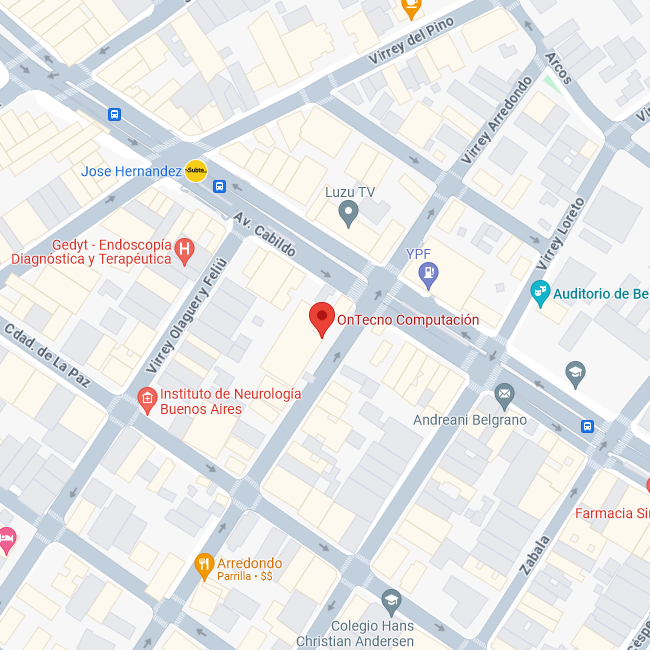 Virrey del Pino
Arcos
Virrey Arredondo
Jose Hernandez
Subte
Luzu TV
Av. Cabildo
Virrey Loreto
Gedyt - Endoscopía
Diagnóstica y Terapéutica
H
YPF
Virrey Olaguer y Feliú
Auditorio de Be
OnTecno Computación
Cdad. de La Paz
Instituto de Neurología
Buenos Aires
Andreani Belgrano
Farmacia Sir
Zabala
Arredondo
Parrilla • $$
Colegio Hans
Christian Andersen